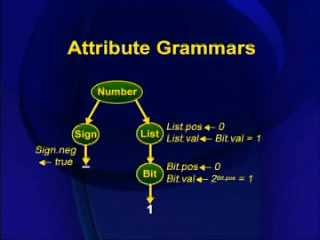 Attribute Grammars
Number
Sign
List
List.pos ← 0
List.val ← Bit.val = 1
Sign.neg
← true
–
Bit
Bit.pos ← 0
Bit.val ← 2^Bit.pos = 1
1